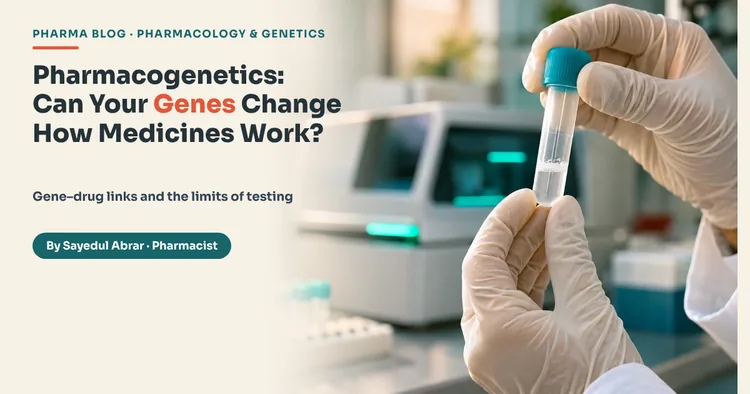 PHARMA BLOG · PHARMACOLOGY & GENETICS
Pharmacogenetics:
Can Your Genes Change
How Medicines Work?
Gene–drug links and the limits of testing
By Sayedul Abrar · Pharmacist